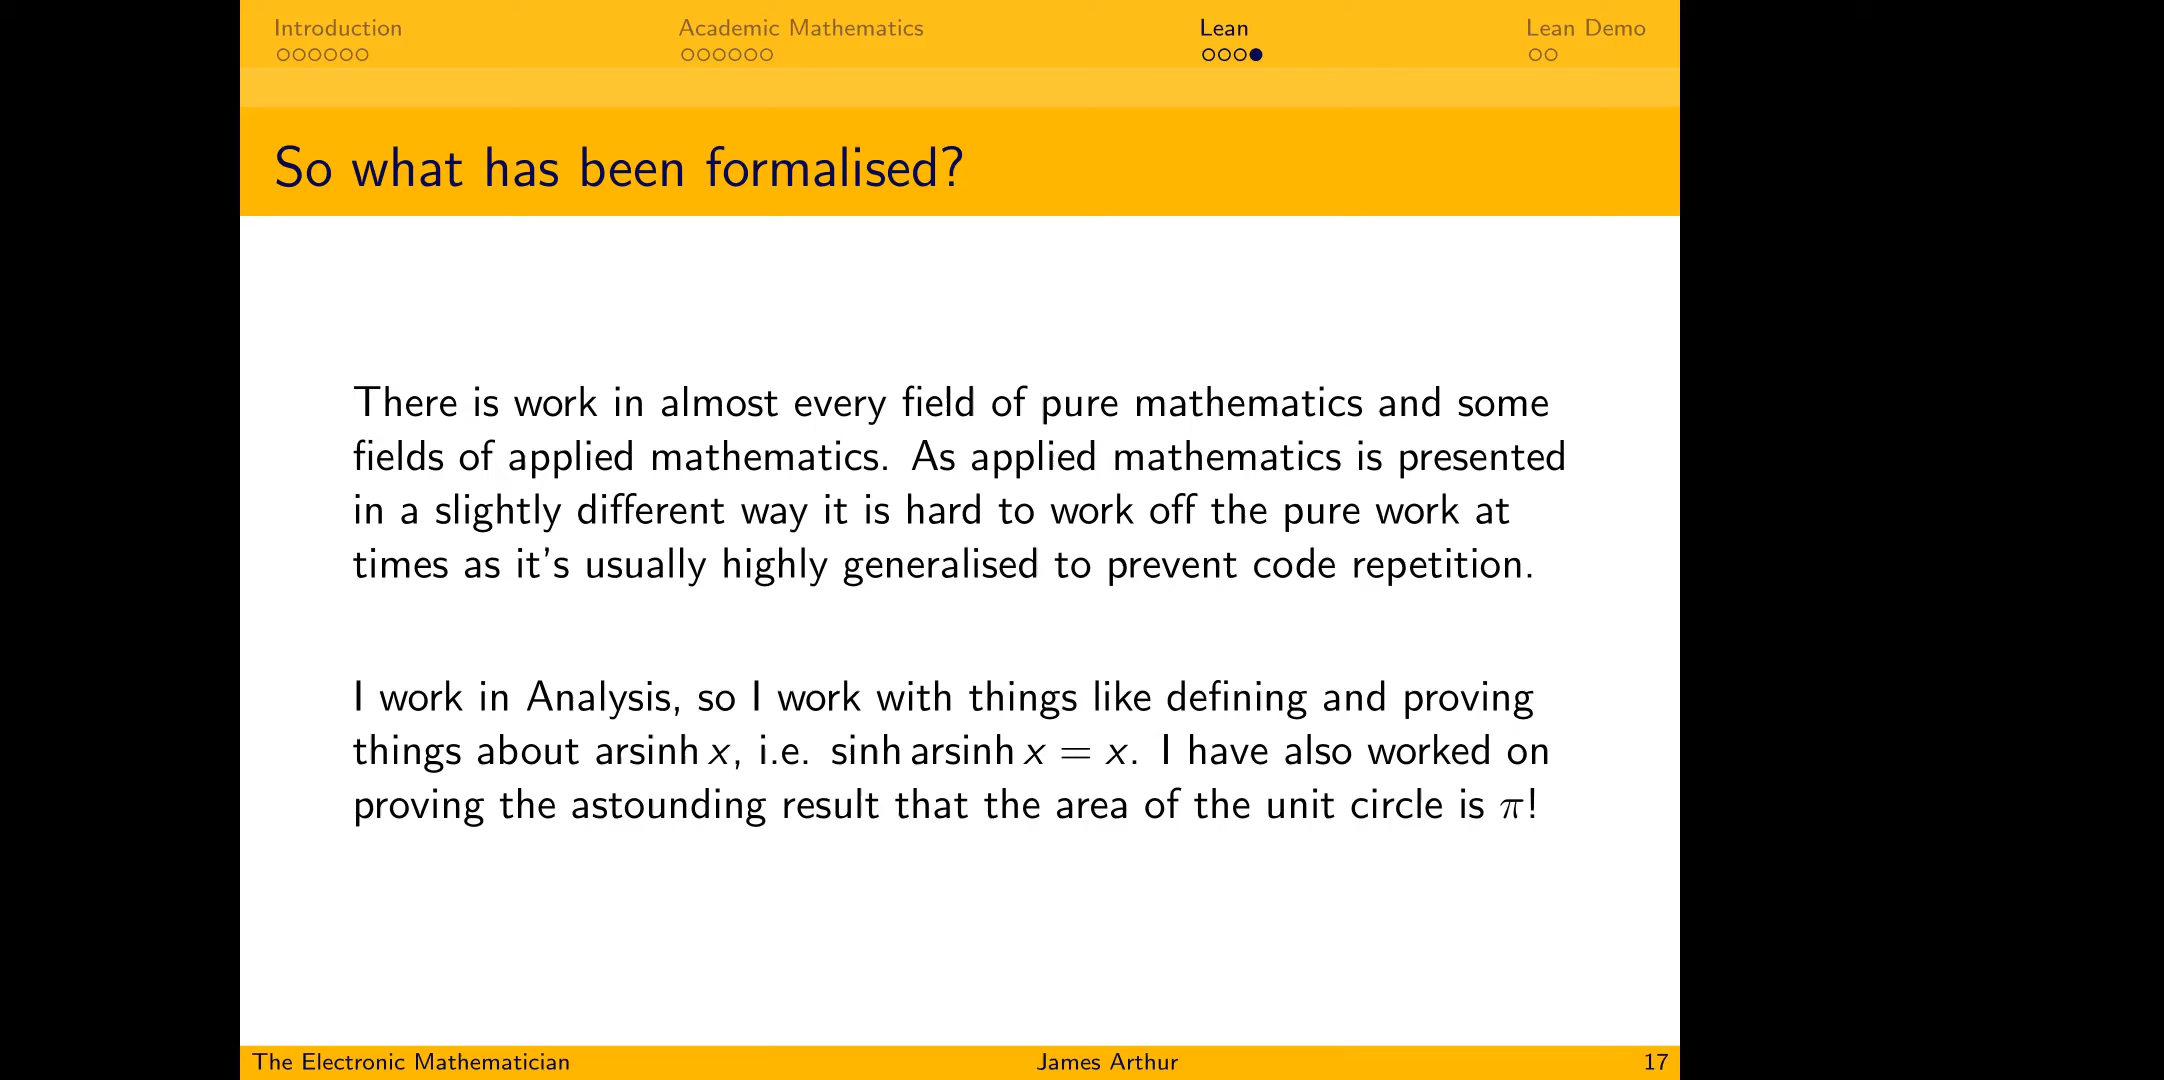 Introduction
Academic Mathematics
Lean
Lean Demo
So what has been formalised?
There is work in almost every field of pure mathematics and some
fields of applied mathematics. As applied mathematics is presented
in a slightly different way it is hard to work off the pure work at
times as it's usually highly generalised to prevent code repetition.
I work in Analysis, so I work with things like defining and proving
things about arsinh x, i.e. sinh arsinh x = x. I have also worked on
proving the astounding result that the area of the unit circle is π!
The Electronic Mathematician
James Arthur
17